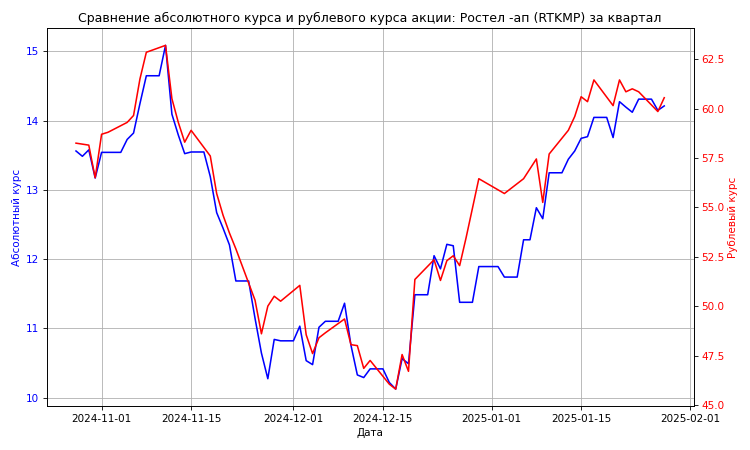 Сравнение абсолютного курса и рублевого курса акции: Ростел -ап (RTKMP) за квартал
15
14
13
12
11
10
Абсолютный курс
62.5
60.0
57.5
55.0
52.5
50.0
47.5
45.0
Рублевый курс
2024-11-01 2024-11-15 2024-12-01 2024-12-15 2025-01-01 2025-01-15 2025-02-01
Дата